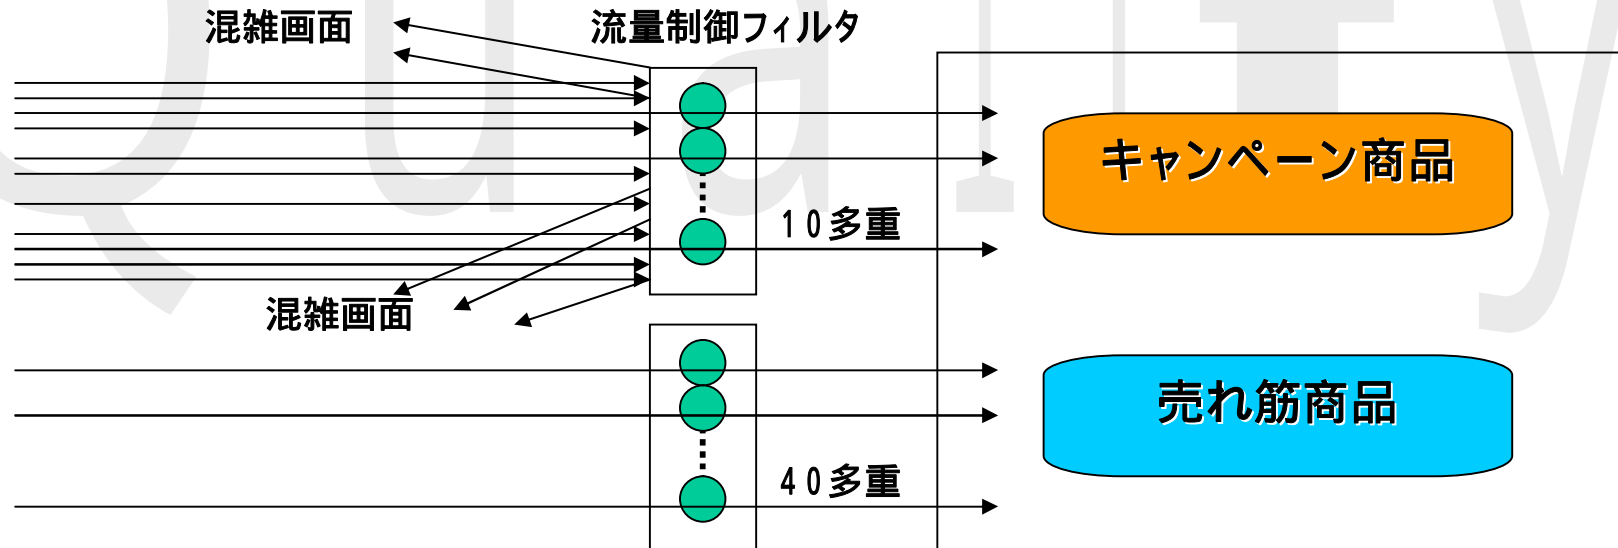 混雑画面
流量制御フィルタ
キャンペーン商品
１０多重
混雑画面
売れ筋商品
４０多重